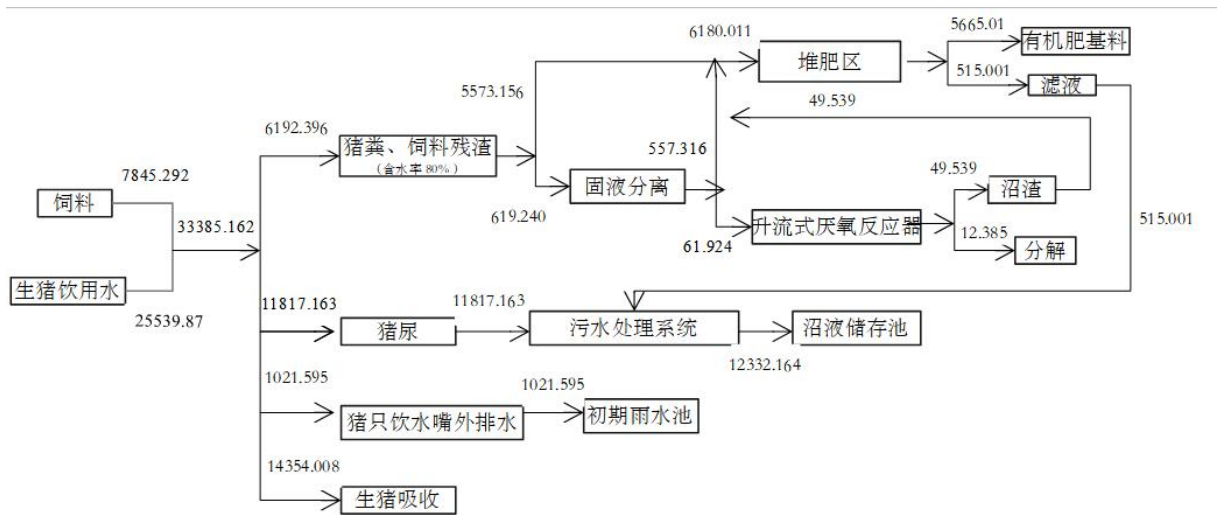 6180.011
5665.01
有机肥基料
堆肥区
515.001
滤液
5573.156
49.539
6192.396
猪粪、饲料残渣
(含水率80%)
557.316
7845.292
固液分离
49.539
沼渣
饲料
619.240
33385.162
升流式厌氧反应器
515.001
61.924
12.385
分解
生猪饮用水
11817.163
11817.163
25539.87
猪尿
污水处理系统
沼液储存池
12332.164
1021.595
1021.595
猪只饮水嘴外排水
初期雨水池
14354.008
生猪吸收